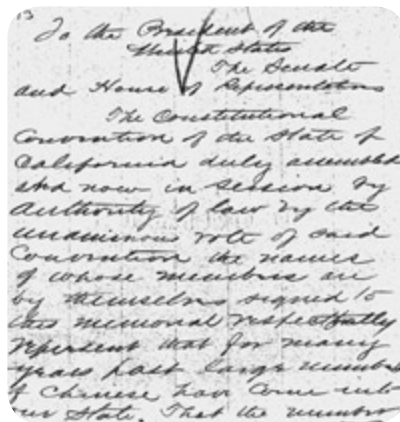 13
To the President of the
United States
The Senate
and House of Representatives
The Constitutional
Convention of the State of
California duly assembled
and now in session by
Authority of law by the
unanimous vote of said
Convention the names
of whose members are
by themselves signed to
this memorial respectfully
represent that for many
years past large numbers
of Chinese have come into
our State. That the numbers